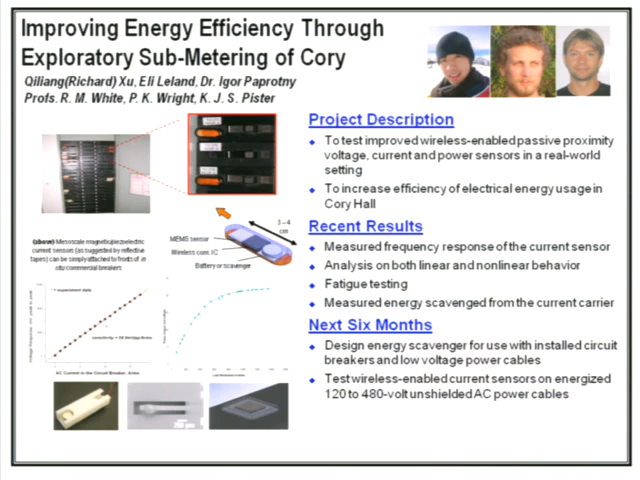 Improving Energy Efficiency Through
Exploratory Sub-Metering of Cory
Qiliang(Richard) Xu, Eli Leland, Dr. Igor Paprotny
Profs. R. M. White, P. K. Wright, K. J. S. Pister
Project Description
To test improved wireless-enabled passive proximity
voltage, current and power sensors in a real-world
setting
To increase efficiency of electrical energy usage in
Cory Hall
Recent Results
Measured frequency response of the current sensor
Analysis on both linear and nonlinear behavior
Fatigue testing
Measured energy scavenged from the current carrier
Next Six Months
Design energy scavenger for use with installed circuit
breakers and low voltage power cables
Test wireless-enabled current sensors on energized
120 to 480-volt unshielded AC power cables
3 – 4
cm
MEMS sensor
Wireless com. IC
Battery or scavenger
(above) Mesoscale magnetic/piezoelectric
current sensors (as suggested by reflective
tapes) can be simply attached to fronts of in
situ commercial breakers
* = experiment data
AC Current in the Circuit Breaker, Arms